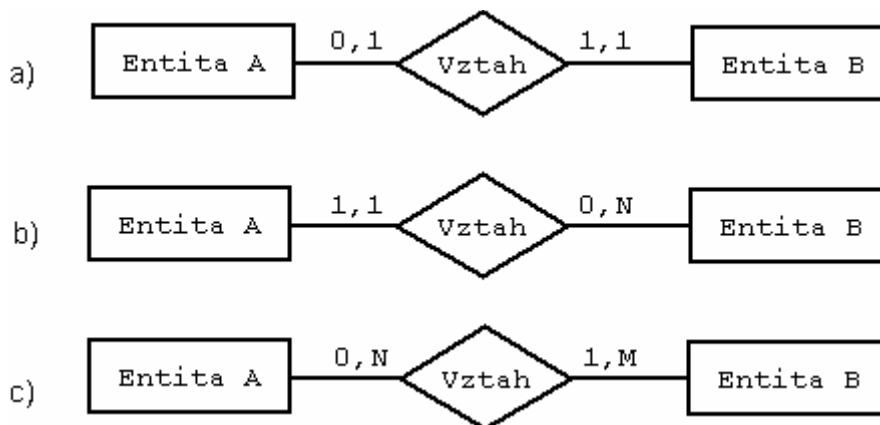 a) Entita A 0,1 Vztah 1,1 Entita B
b) Entita A 1,1 Vztah 0,N Entita B
c) Entita A 0,N Vztah 1,M Entita B